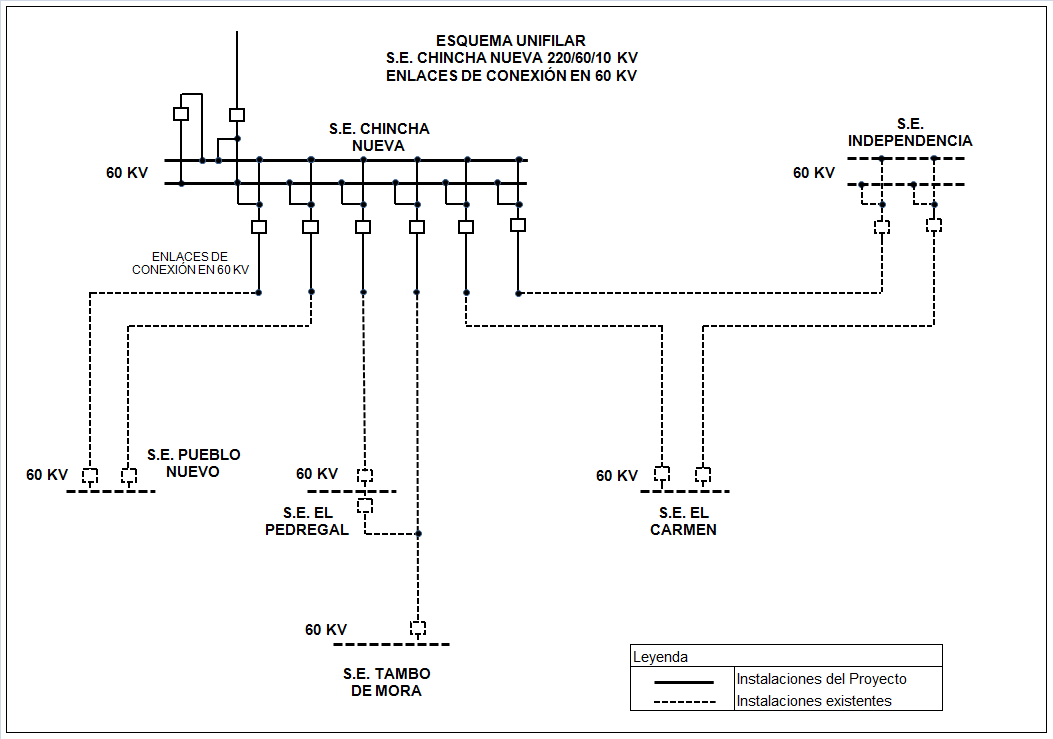 ESQUEMA UNIFILAR
S.E. CHINCHA NUEVA 220/60/10 KV
ENLACES DE CONEXIÓN EN 60 KV
S.E. CHINCHA
NUEVA
S.E.
INDEPENDENCIA
60 KV
60 KV
ENLACES DE
CONEXIÓN EN 60 KV
S.E. PUEBLO
NUEVO
60 KV
60 KV
S.E. EL
PEDREGAL
60 KV
S.E. EL
CARMEN
60 KV
S.E. TAMBO
DE MORA
Leyenda
Instalaciones del Proyecto
Instalaciones existentes